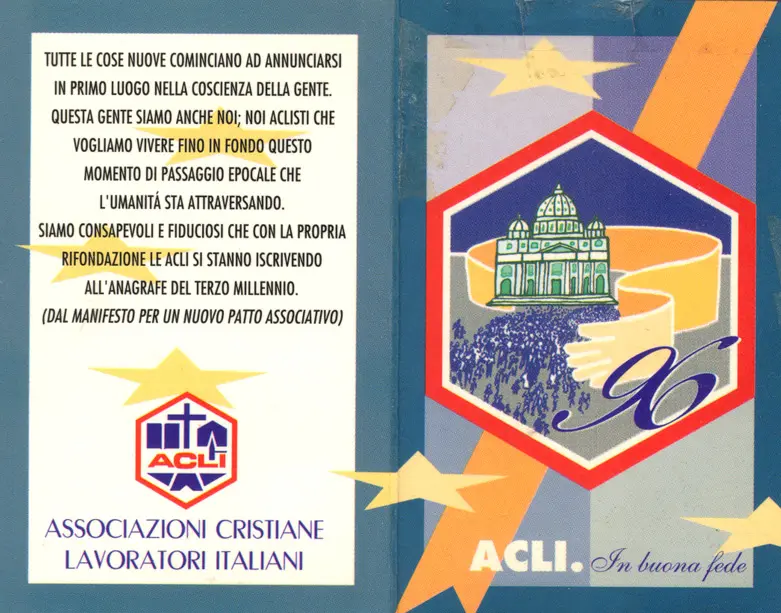 TUTTE LE COSE NUOVE COMINCIANO AD ANNUNCIARSI
IN PRIMO LUOGO NELLA COSCIENZA DELLA GENTE.
QUESTA GENTE SIAMO ANCHE NOI; NOI ACLISTI CHE
VOGLIAMO VIVERE FINO IN FONDO QUESTO
MOMENTO DI PASSAGGIO EPOCALE CHE
L'UMANITÁ STA ATTRAVERSANDO.
SIAMO CONSAPEVOLI E FIDUCIOSI CHE CON LA PROPRIA
RIFONDAZIONE LE ACLI SI STANNO ISCRIVENDO
ALL'ANAGRAFE DEL TERZO MILLENNIO.
(DAL MANIFESTO PER UN NUOVO PATTO ASSOCIATIVO)
ACLI
ASSOCIAZIONI CRISTIANE
LAVORATORI ITALIANI
96
ACLI. In buona fede